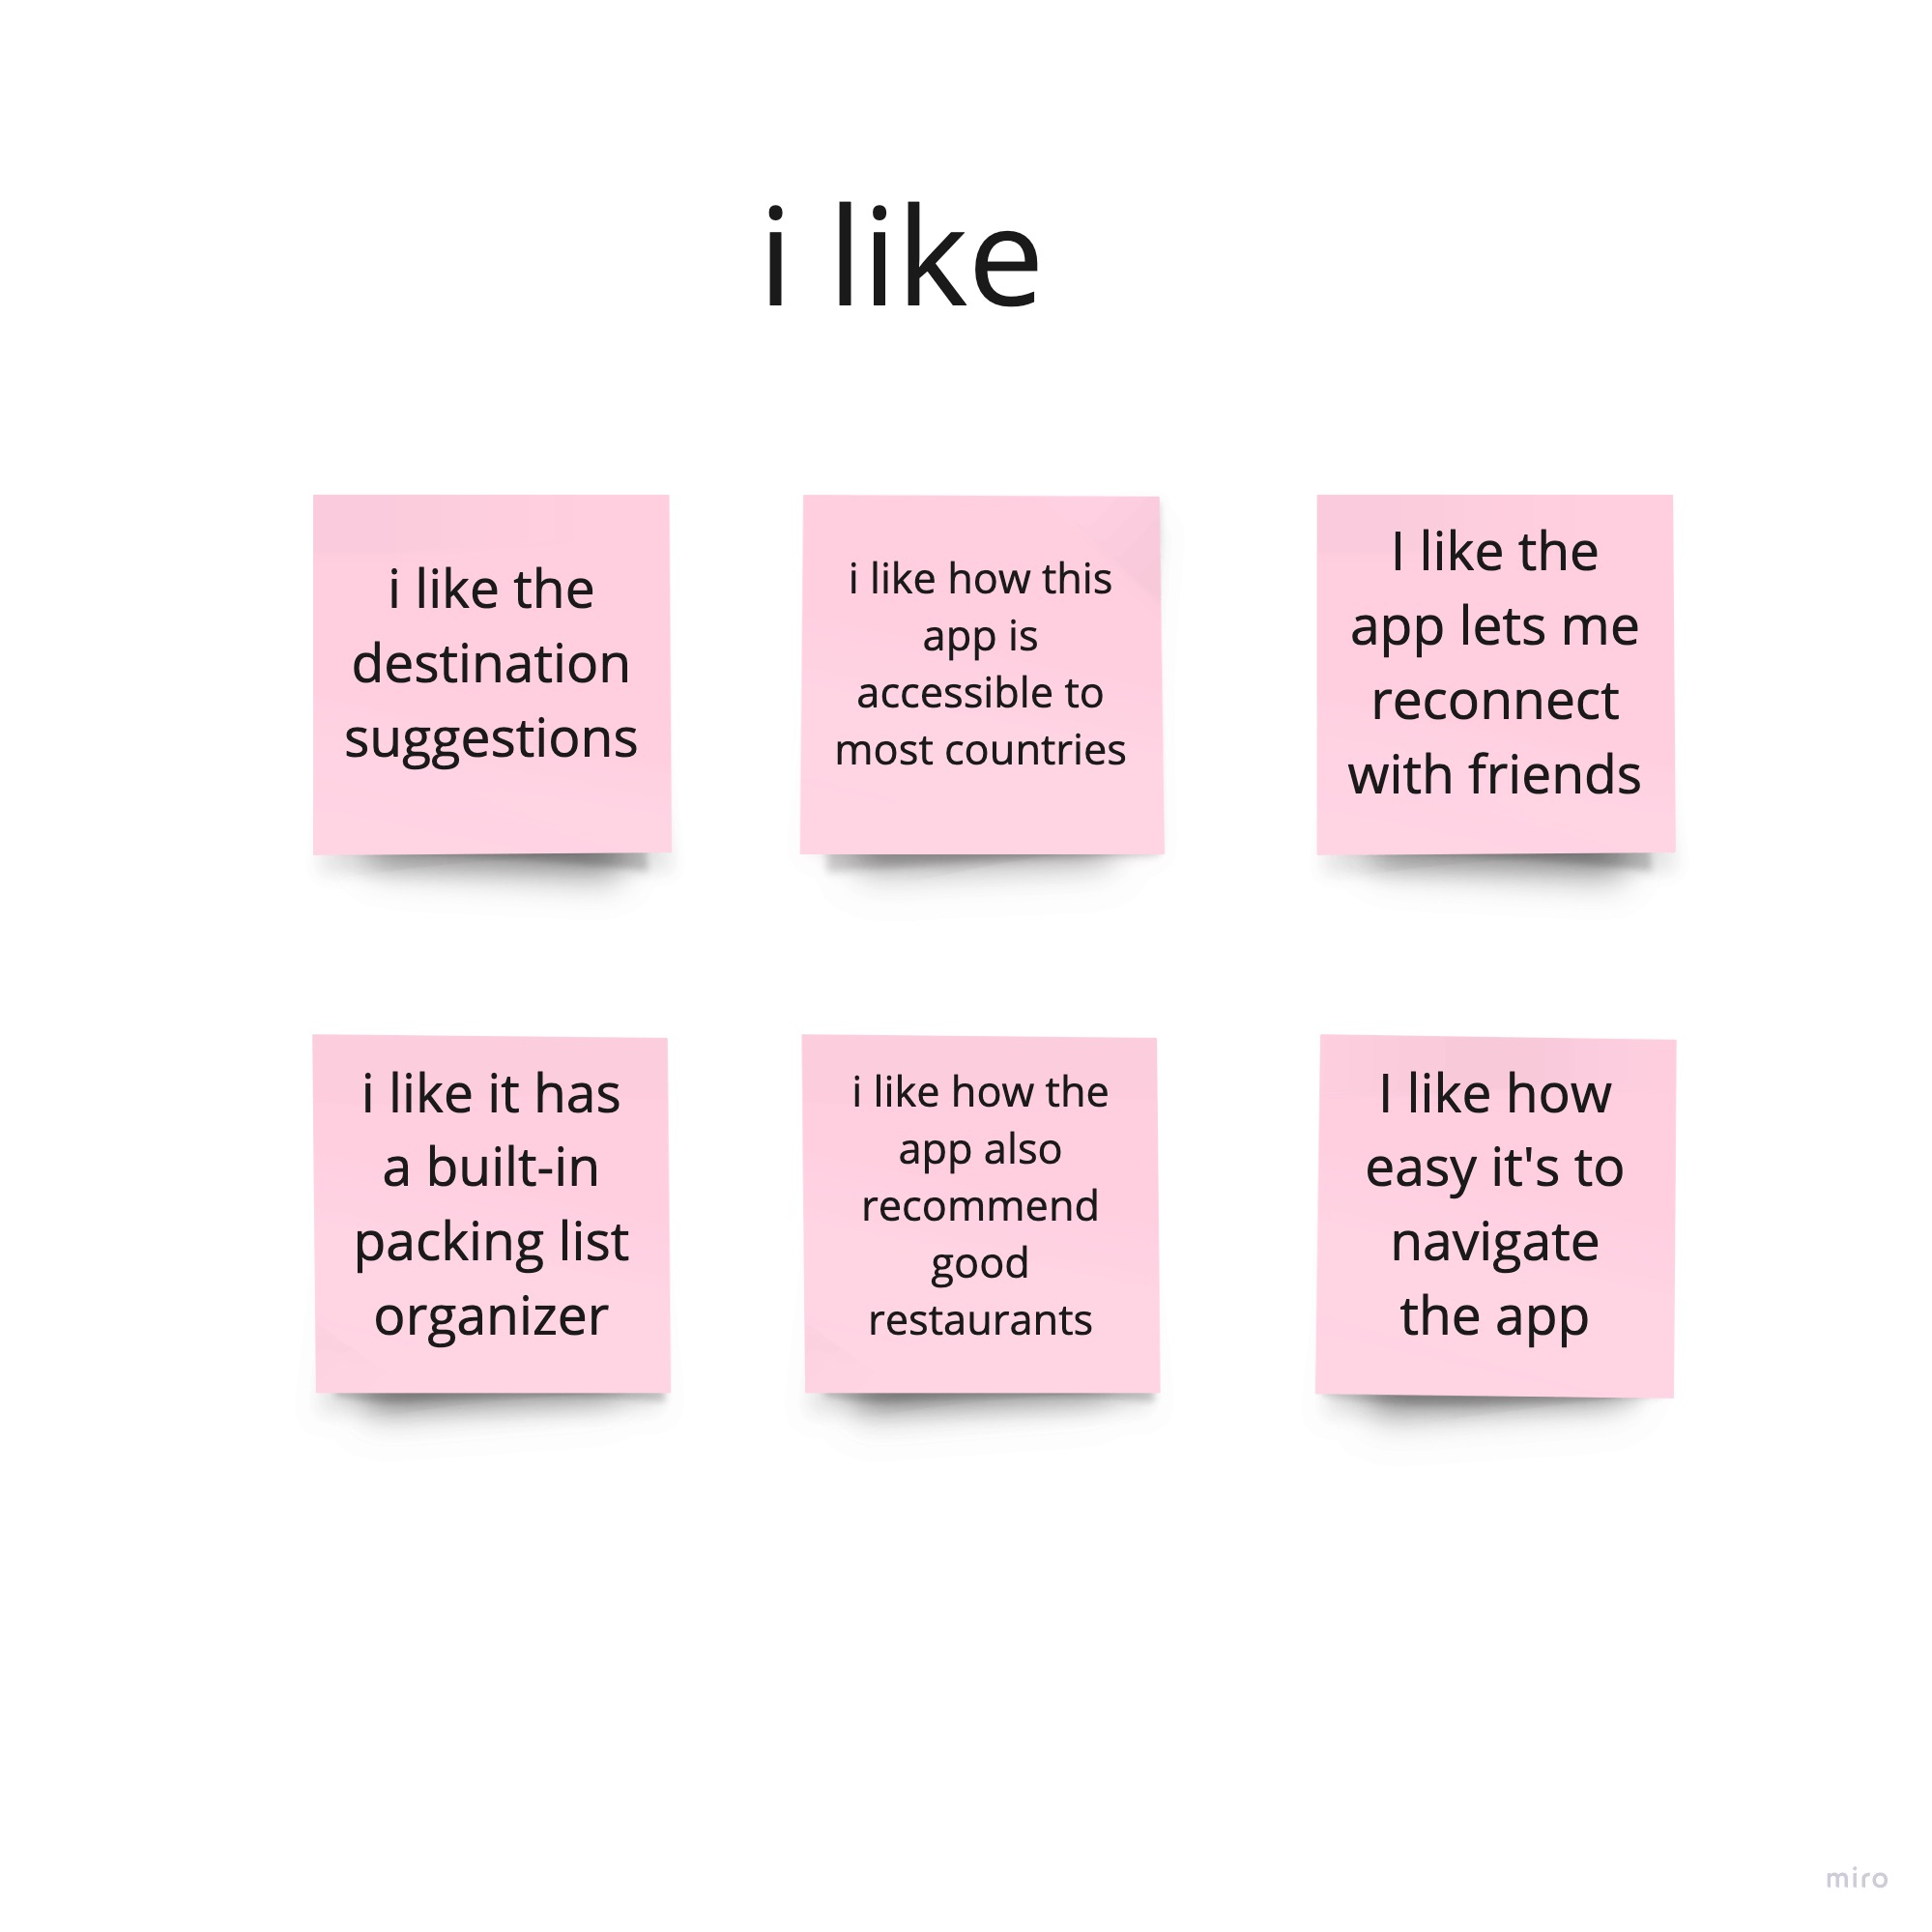 i like
i like the
destination
suggestions
i like how this
app is
accessible to
most countries
I like the
app lets me
reconnect
with friends
i like it has
a built-in
packing list
organizer
i like how the
app also
recommend
good
restaurants
I like how
easy it's to
navigate
the app
miro